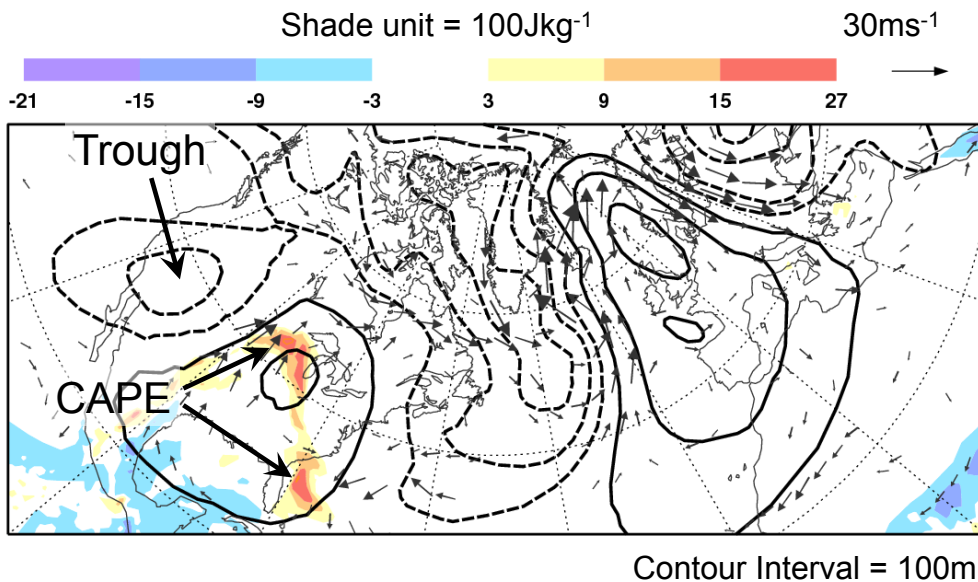 Shade unit = 100Jkg⁻¹ 30ms⁻¹
-21 -15 -9 -3 3 9 15 27
Trough
CAPE
Contour Interval = 100m